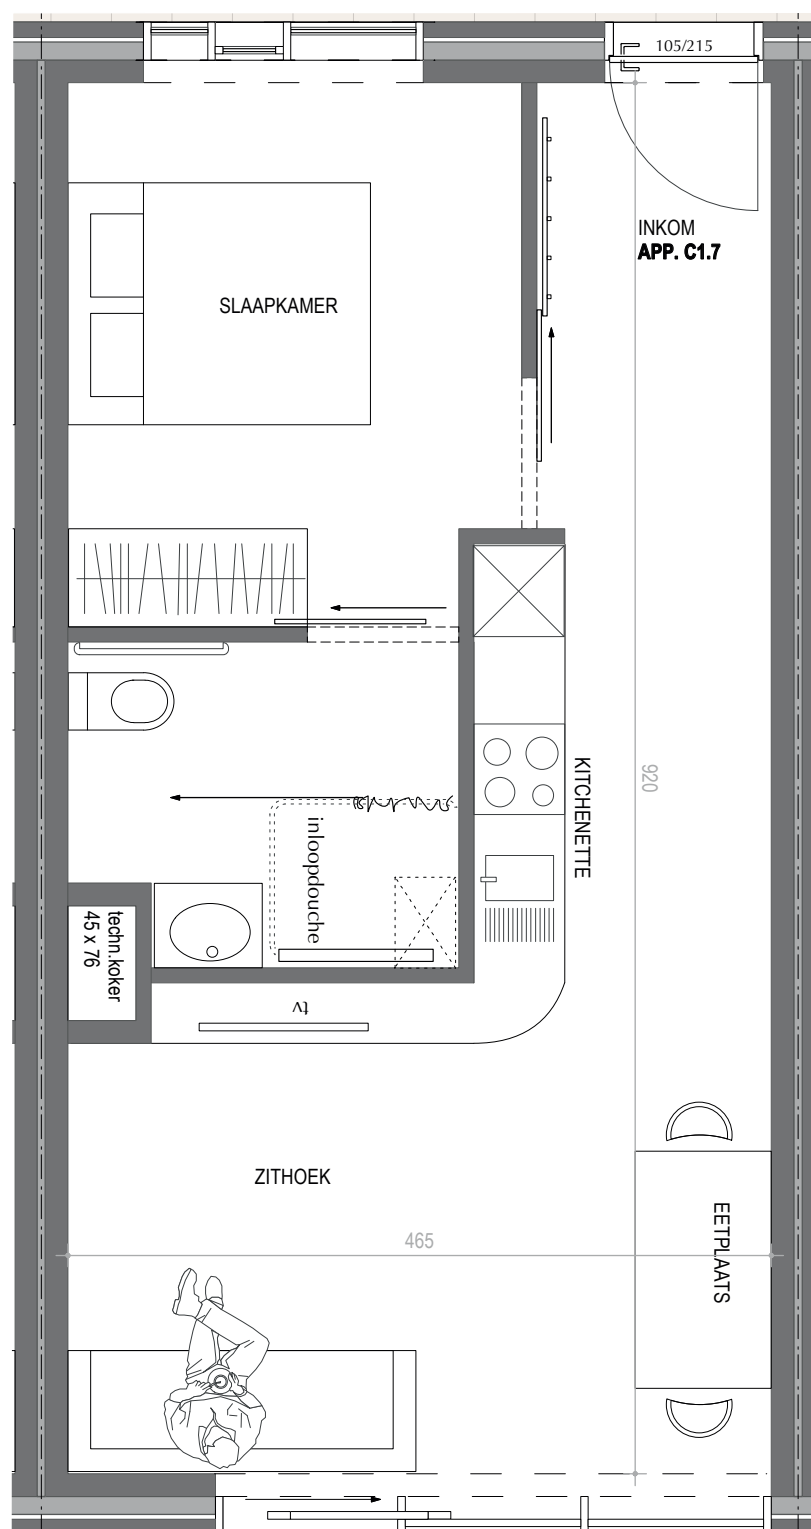 105/215
INKOM
APP. C1.7
SLAAPKAMER
920
KITCHENETTE
inloopdouche
techn.koker
45 x 76
tv
ZITHOEK
EETPLAATS
465